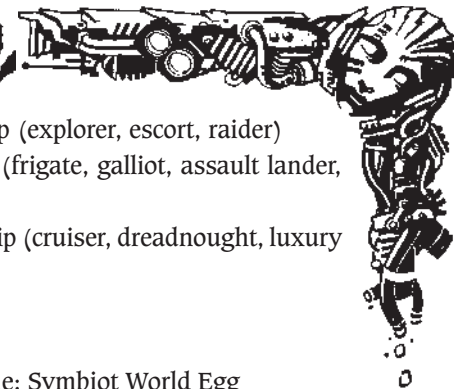 p (explorer, escort, raider)
(frigate, galliot, assault lander,
ip (cruiser, dreadnought, luxury
e: Symbiot World Egg